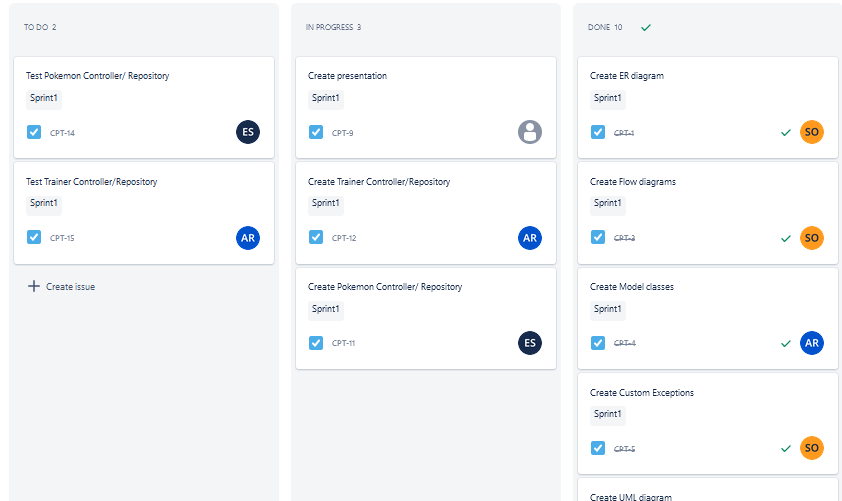 TO DO 2
Test Pokemon Controller/ Repository
Sprint1
CPT-14
ES
Test Trainer Controller/Repository
Sprint1
CPT-15
AR
Create issue
IN PROGRESS 3
Create presentation
Sprint1
CPT-9
Create Trainer Controller/Repository
Sprint1
CPT-12
AR
Create Pokemon Controller/ Repository
Sprint1
CPT-11
ES
DONE 10
Create ER diagram
Sprint1
CPT-1
SO
Create Flow diagrams
Sprint1
CPT-3
SO
Create Model classes
Sprint1
CPT-4
AR
Create Custom Exceptions
Sprint1
CPT-5
SO
Create UML diagram